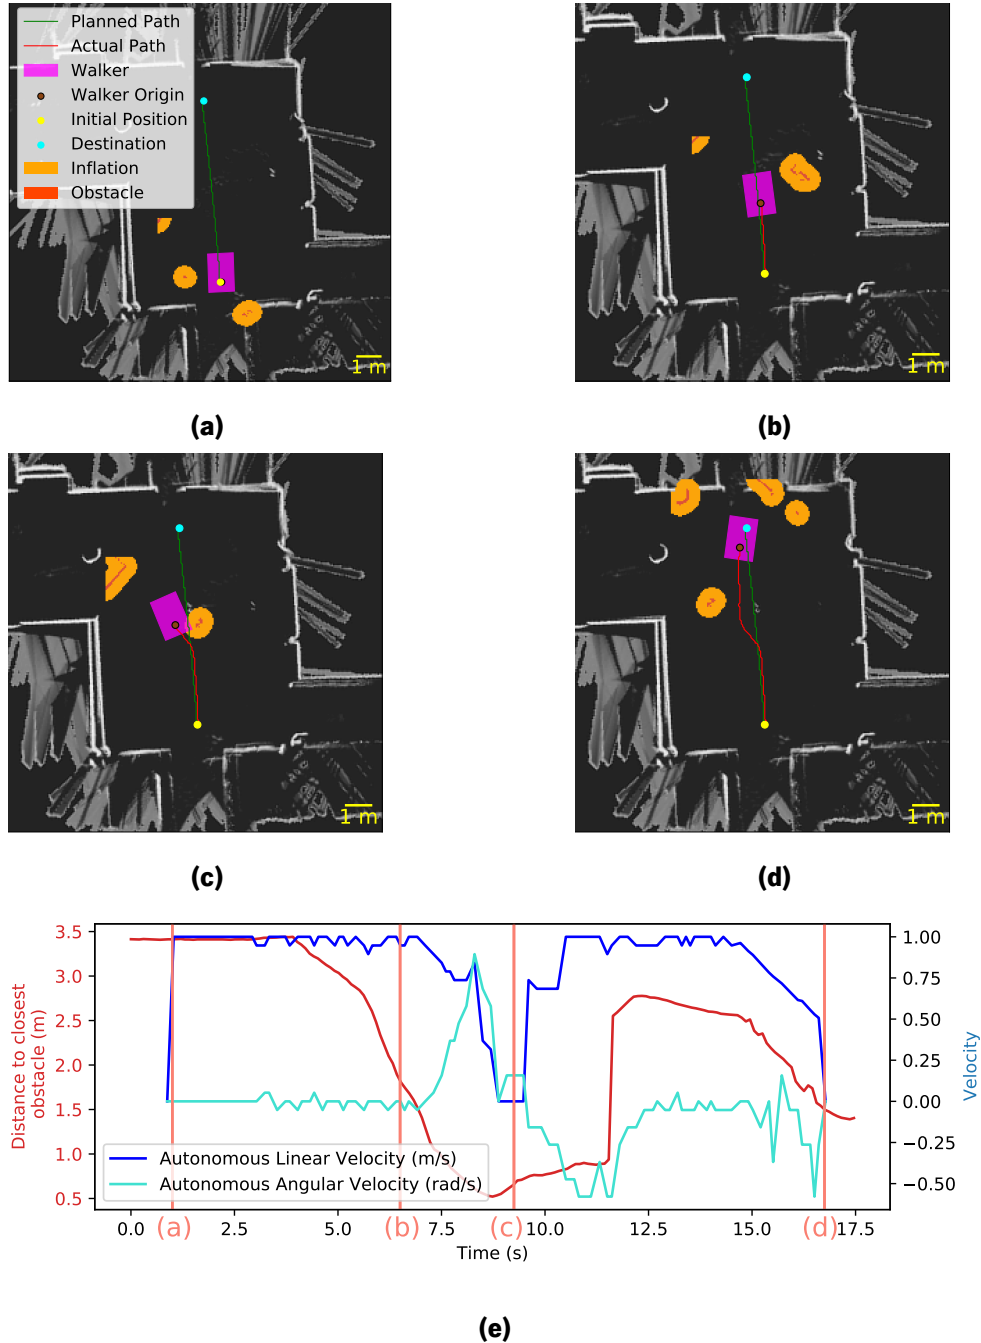 Planned Path
Actual Path
Walker
Walker Origin
Initial Position
Destination
Inflation
Obstacle
1 m
1 m
(a)
(b)
1 m
1 m
(c)
(d)
3.5
3.0
2.5
2.0
1.5
1.0
0.5
Distance to closest
obstacle (m)
1.00
0.75
0.50
0.25
0.00
−0.25
−0.50
Velocity
Autonomous Linear Velocity (m/s)
Autonomous Angular Velocity (rad/s)
0.0 (a) 2.5 5.0 (b) 7.5 (c) 10.0 12.5 15.0 (d) 17.5
Time (s)
(e)